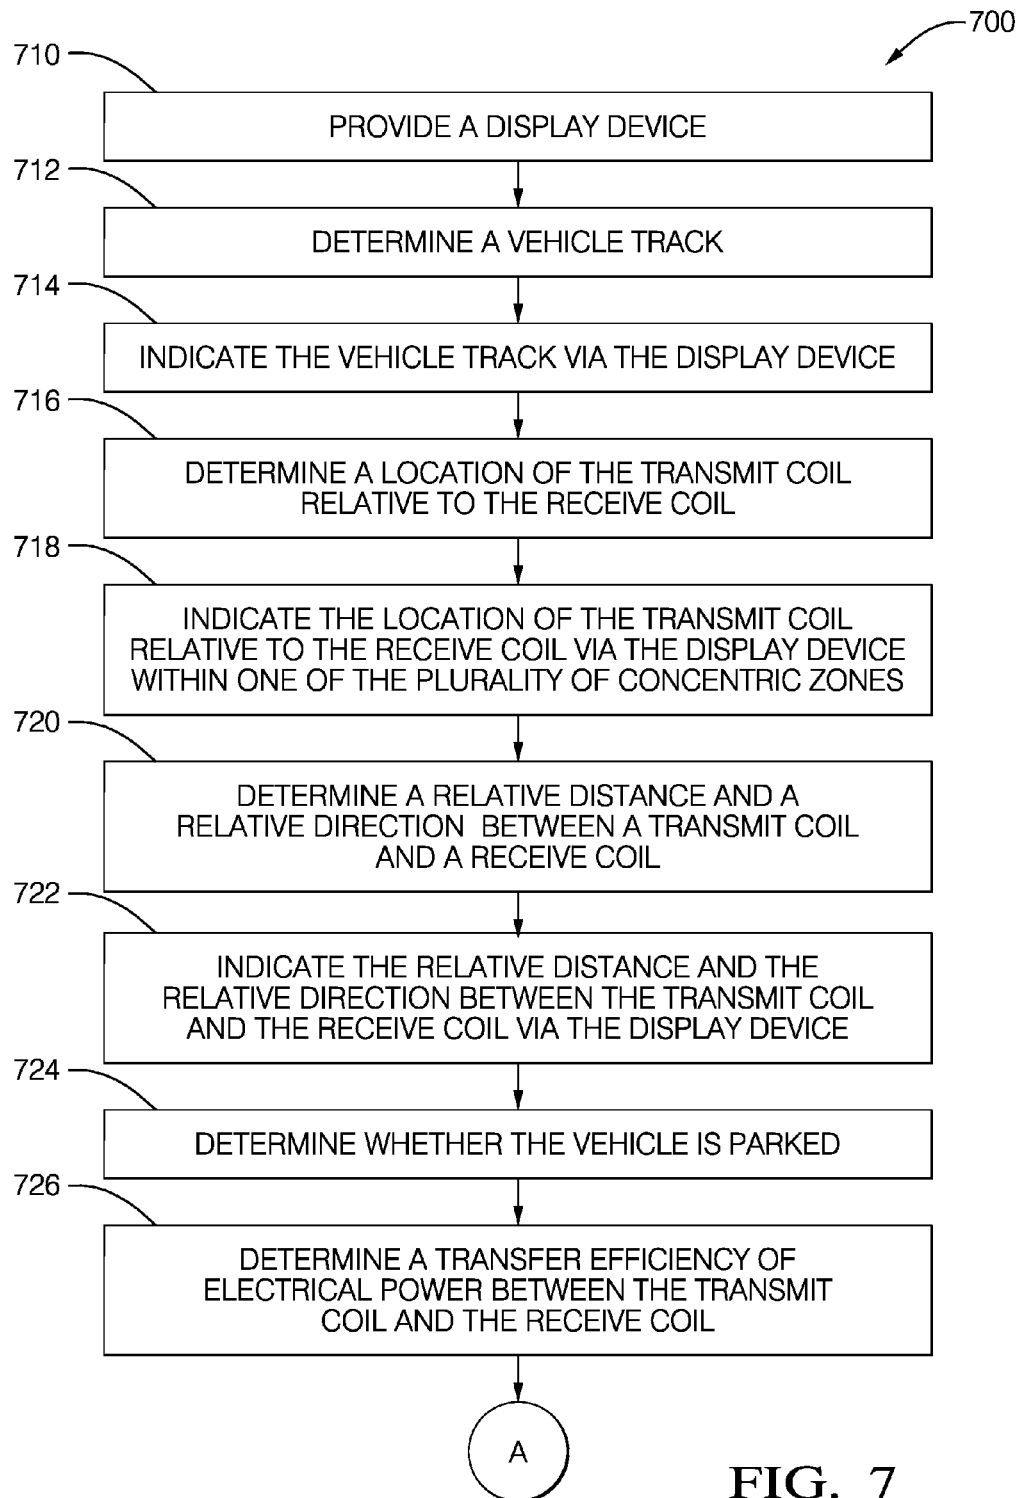 700
710
PROVIDE A DISPLAY DEVICE
712
DETERMINE A VEHICLE TRACK
714
INDICATE THE VEHICLE TRACK VIA THE DISPLAY DEVICE
716
DETERMINE A LOCATION OF THE TRANSMIT COIL
RELATIVE TO THE RECEIVE COIL
718
INDICATE THE LOCATION OF THE TRANSMIT COIL
RELATIVE TO THE RECEIVE COIL VIA THE DISPLAY DEVICE
WITHIN ONE OF THE PLURALITY OF CONCENTRIC ZONES
720
DETERMINE A RELATIVE DISTANCE AND A
RELATIVE DIRECTION BETWEEN A TRANSMIT COIL
AND A RECEIVE COIL
722
INDICATE THE RELATIVE DISTANCE AND THE
RELATIVE DIRECTION BETWEEN THE TRANSMIT COIL
AND THE RECEIVE COIL VIA THE DISPLAY DEVICE
724
DETERMINE WHETHER THE VEHICLE IS PARKED
726
DETERMINE A TRANSFER EFFICIENCY OF
ELECTRICAL POWER BETWEEN THE TRANSMIT
COIL AND THE RECEIVE COIL
A
FIG. 7